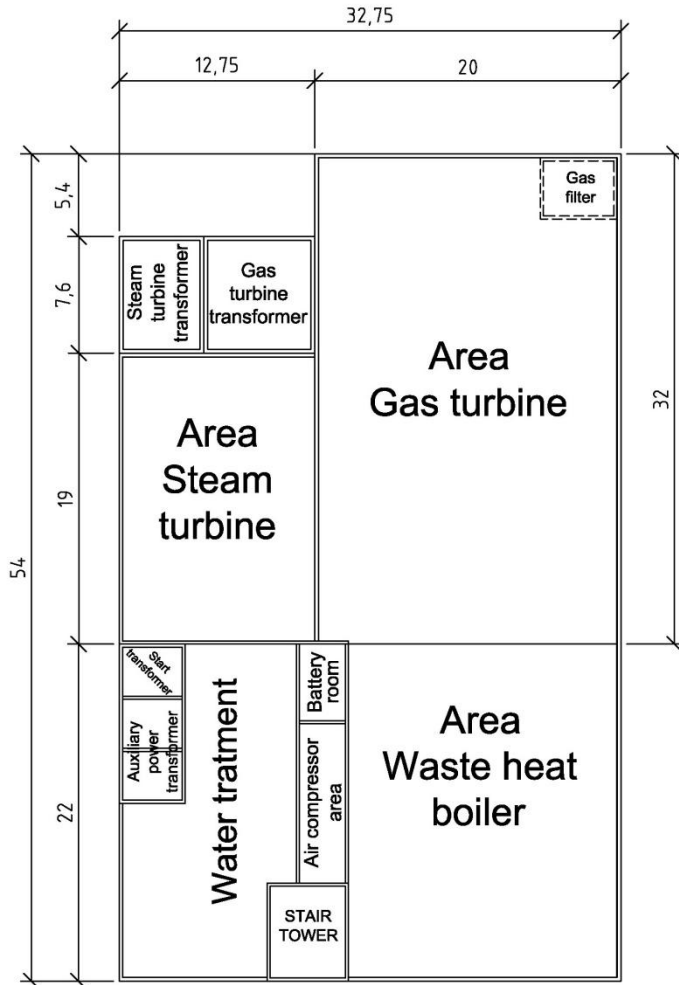 32,75
12,75
20
5,4
7,6
19
54
22
32
Gas
filter
Steam
turbine
transformer
Gas
turbine
transformer
Area
Gas turbine
Area
Steam
turbine
Start
transformer
Auxiliary
power
transformer
Water tratment
Battery
room
Air compressor
area
Area
Waste heat
boiler
STAIR
TOWER